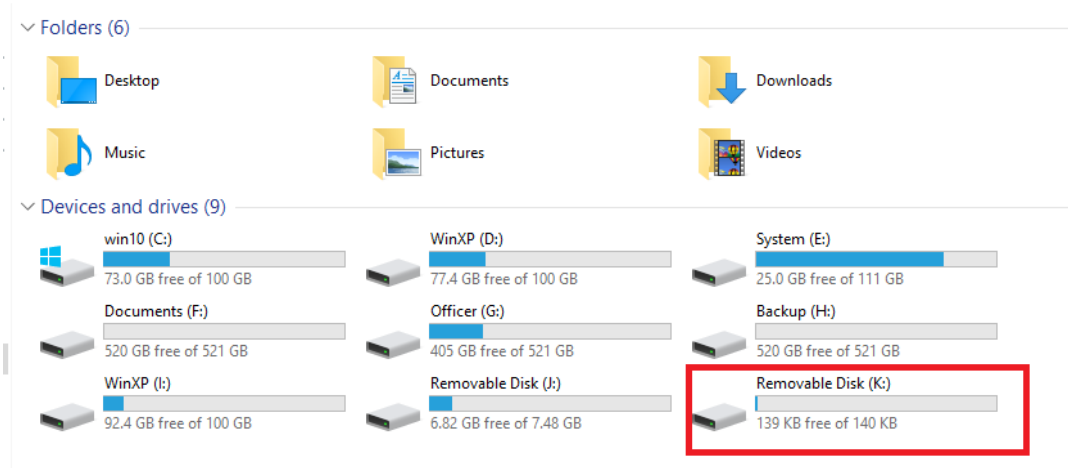 Folders (6)
Desktop Documents Downloads
Music Pictures Videos
Devices and drives (9)
win10 (C:) WinXP (D:) System (E:)
73.0 GB free of 100 GB 77.4 GB free of 100 GB 25.0 GB free of 111 GB
Documents (F:) Officer (G:) Backup (H:)
520 GB free of 521 GB 405 GB free of 521 GB 520 GB free of 521 GB
WinXP (I:) Removable Disk (J:) Removable Disk (K:)
92.4 GB free of 100 GB 6.82 GB free of 7.48 GB 139 KB free of 140 KB